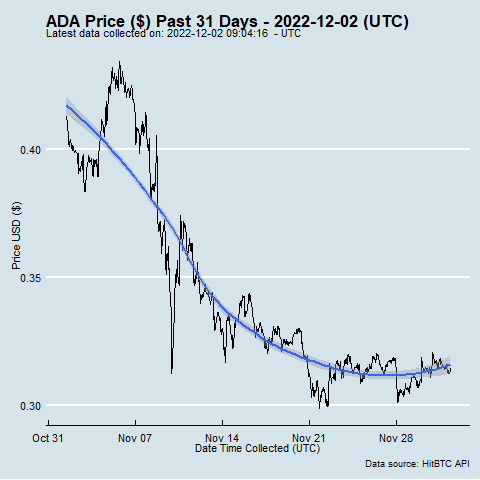 ADA Price ($) Past 31 Days - 2022-12-02 (UTC)
Latest data collected on: 2022-12-02 09:04:16  - UTC
0.40
0.35
0.30
Price USD ($)
Oct 31 Nov 07 Nov 14 Nov 21 Nov 28
Date Time Collected (UTC)
Data source: HitBTC API